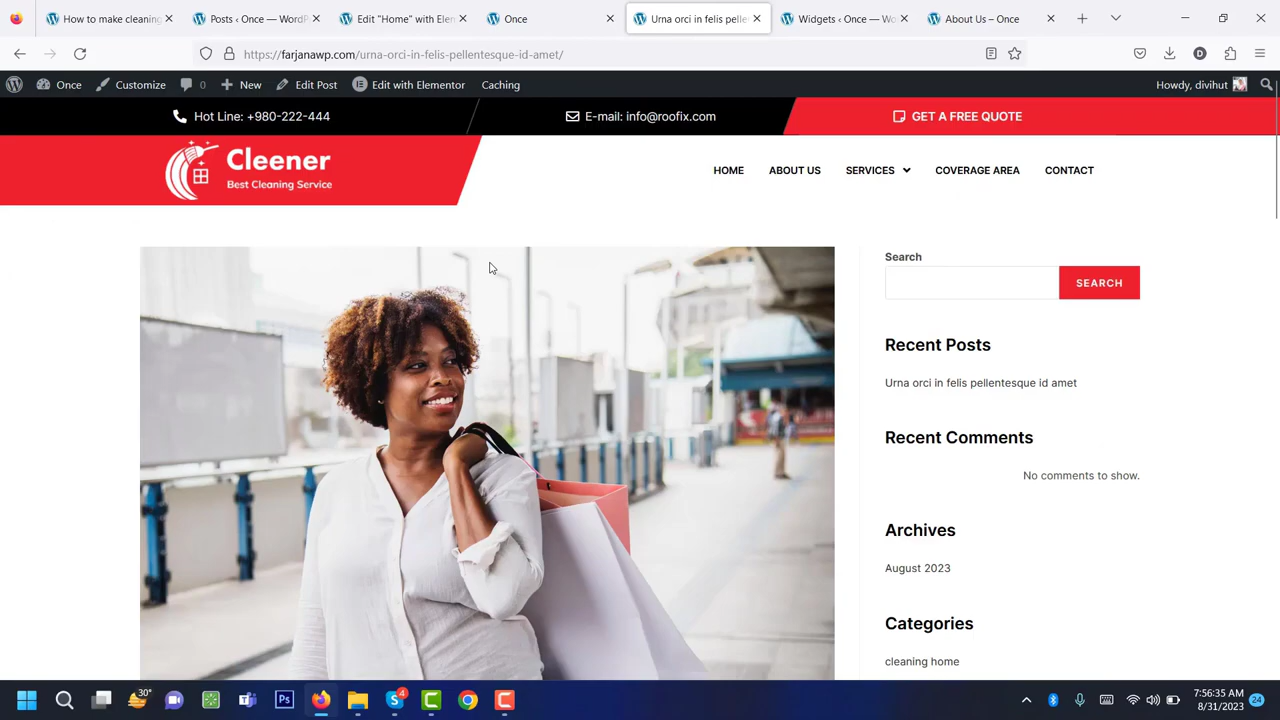 How to make cleaning
Posts ‹ Once — WordP
Edit "Home" with Elem
Once
Urna orci in felis pelle
Widgets ‹ Once — Wo
About Us – Once
https://farjanawp.com/urna-orci-in-felis-pellentesque-id-amet/
D
Once
Customize
0
New
Edit Post
Edit with Elementor
Caching
Howdy, divihut
Hot Line: +980-222-444
E-mail: info@roofix.com
GET A FREE QUOTE
Cleener
Best Cleaning Service
HOME
ABOUT US
SERVICES
COVERAGE AREA
CONTACT
Search
SEARCH
Recent Posts
Urna orci in felis pellentesque id amet
Recent Comments
No comments to show.
Archives
August 2023
Categories
cleaning home
30°
Ps
4
7:56:35 AM
8/31/2023
24